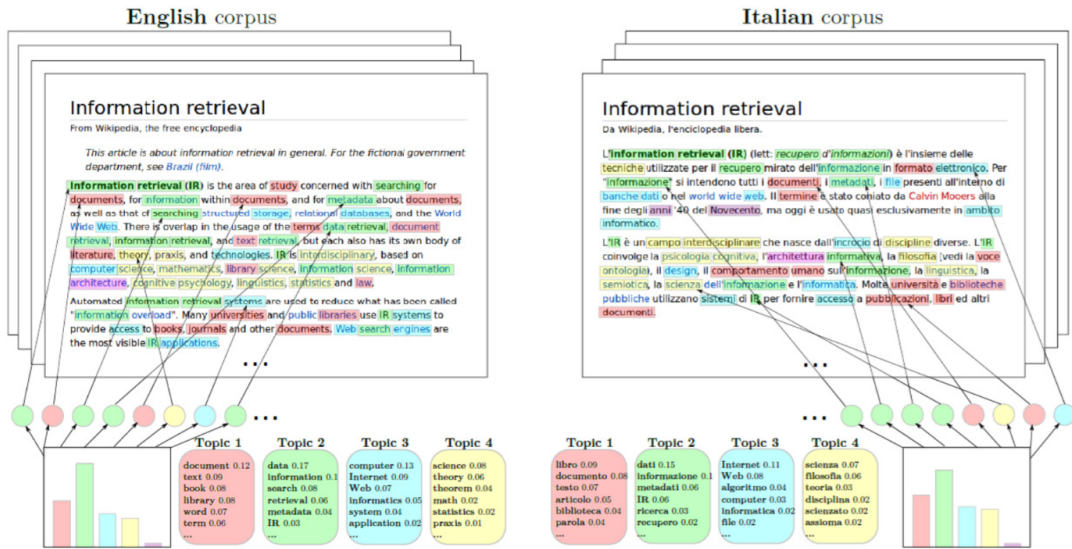 English corpus
Information retrieval
From Wikipedia, the free encyclopedia
This article is about information retrieval in general. For the fictional government
department, see Brazil (film).
Information retrieval (IR) is the area of study concerned with searching for
documents, for information within documents, and for metadata about documents,
as well as that of searching structured storage, relational databases, and the World
Wide Web. There is overlap in the usage of the terms data retrieval, document
retrieval, information retrieval, and text retrieval, but each also has its own body of
literature, theory, praxis, and technologies. IR is interdisciplinary, based on
computer science, mathematics, library science, information science, information
architecture, cognitive psychology, linguistics, statistics and law.
Automated information retrieval systems are used to reduce what has been called
"information overload". Many universities and public libraries use IR systems to
provide access to books, journals and other documents. Web search engines are
the most visible IR applications.
...
...
Topic 1
document 0.12
text 0.09
book 0.08
library 0.08
word 0.07
term 0.06
...
Topic 2
data 0.17
information 0.1
search 0.08
retrieval 0.06
metadata 0.04
IR 0.03
...
Topic 3
computer 0.13
Internet 0.09
Web 0.07
informatics 0.05
system 0.04
application 0.02
...
Topic 4
science 0.08
theory 0.06
theorem 0.04
math 0.02
statistics 0.02
praxis 0.01
...
Italian corpus
Information retrieval
Da Wikipedia, l'enciclopedia libera.
L'information retrieval (IR) (lett: recupero d'informazioni) è l'insieme delle
tecniche utilizzate per il recupero mirato dell'informazione in formato elettronico. Per
"informazione" si intendono tutti i documenti, i metadati, i file presenti all'interno di
banche dati o nel world wide web. Il termine è stato coniato da Calvin Mooers alla
fine degli anni '40 del Novecento, ma oggi è usato quasi esclusivamente in ambito
informatico.
L'IR è un campo interdisciplinare che nasce dall'incrocio di discipline diverse. L'IR
coinvolge la psicologia cognitiva, l'architettura informativa, la filosofia (vedi la voce
ontologia), il design, il comportamento umano sull'informazione, la linguistica, la
semiotica, la scienza dell'informazione e l'informatica. Molte università e biblioteche
pubbliche utilizzano sistemi di IR per fornire accesso a pubblicazioni, libri ed altri
documenti.
...
...
Topic 1
libro 0.09
documento 0.08
testo 0.07
articolo 0.05
biblioteca 0.04
parola 0.04
...
Topic 2
dati 0.15
informazione 0.1
metadati 0.06
IR 0.06
ricerca 0.03
recupero 0.02
...
Topic 3
Internet 0.11
Web 0.08
algoritmo 0.04
computer 0.03
informatica 0.02
file 0.02
...
Topic 4
scienza 0.07
filosofia 0.06
teoria 0.03
disciplina 0.02
scienzato 0.02
assioma 0.02
...